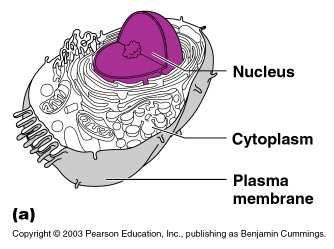 Nucleus
Cytoplasm
Plasma
membrane
(a)
Copyright © 2003 Pearson Education, Inc., publishing as Benjamin Cummings.